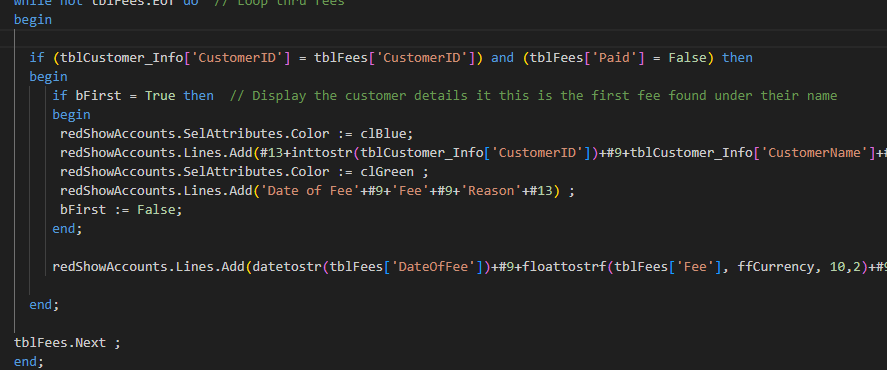 while not tblFees.EOF do  // Loop thru fees
begin
if (tblCustomer_Info['CustomerID'] = tblFees['CustomerID']) and (tblFees['Paid'] = False) then
begin
if bFirst = True then  // Display the customer details it this is the first fee found under their name
begin
redShowAccounts.SelAttributes.Color := clBlue;
redShowAccounts.Lines.Add(#13+inttostr(tblCustomer_Info['CustomerID'])+#9+tblCustomer_Info['CustomerName']+#
redShowAccounts.SelAttributes.Color := clGreen ;
redShowAccounts.Lines.Add('Date of Fee'+#9+'Fee'+#9+'Reason'+#13) ;
bFirst := False;
end;
redShowAccounts.Lines.Add(datetostr(tblFees['DateOfFee'])+#9+floattostrf(tblFees['Fee'], ffCurrency, 10,2)+#9
end;
tblFees.Next ;
end;